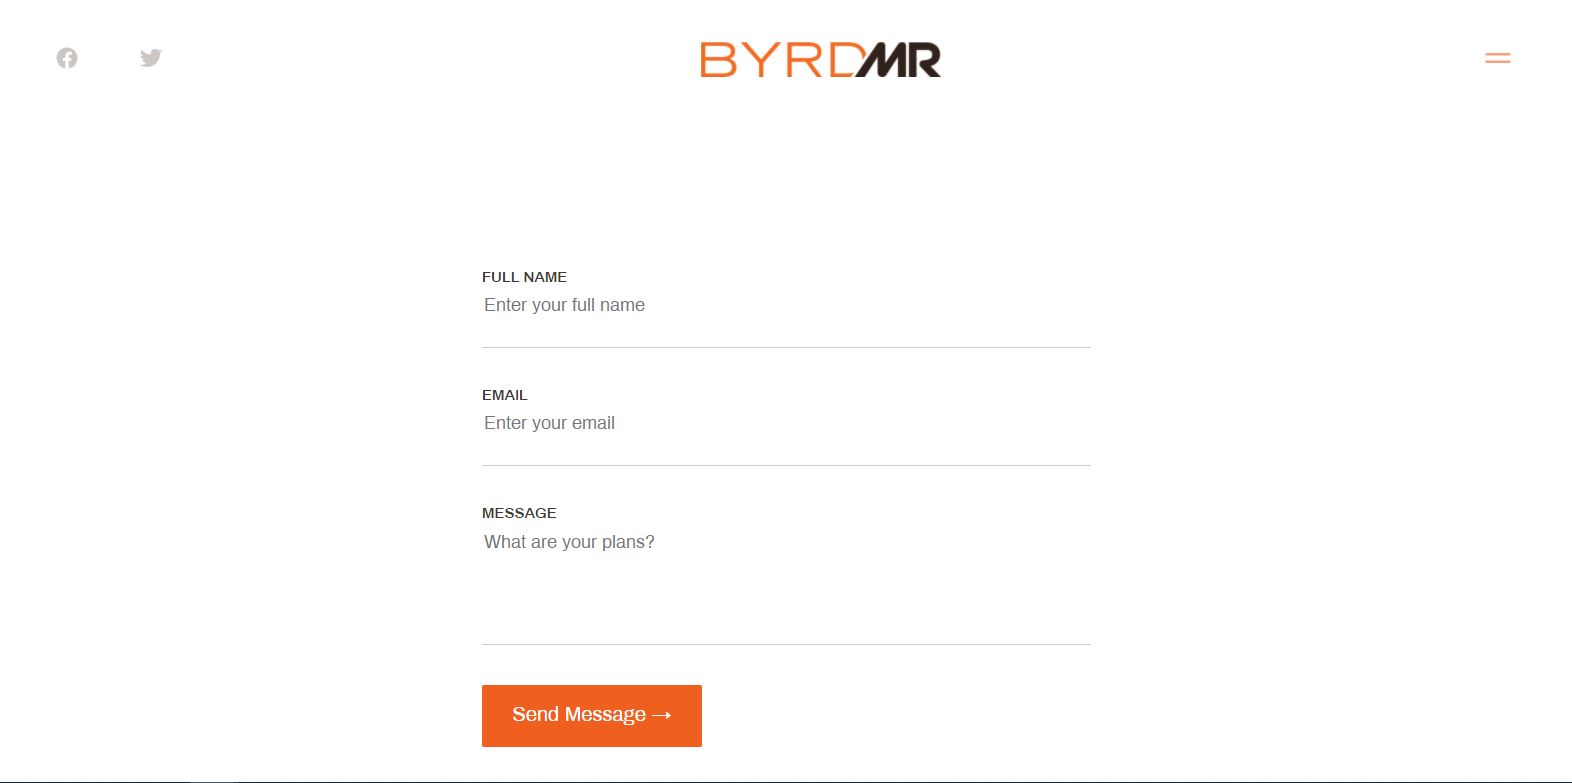 BYRDMR
FULL NAME
Enter your full name
EMAIL
Enter your email
MESSAGE
What are your plans?
Send Message →